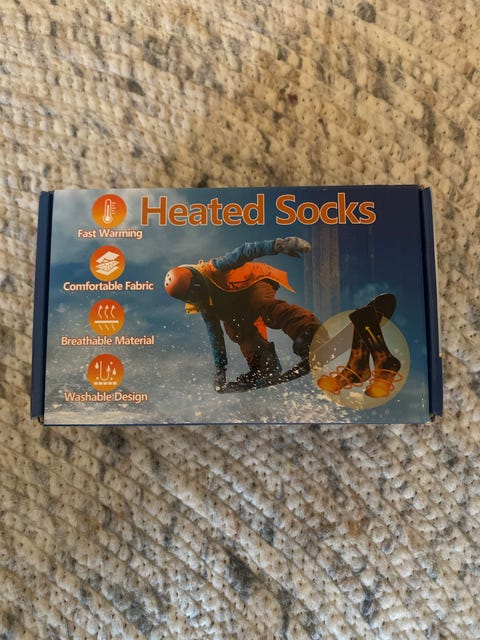 Heated Socks
Fast Warming
Comfortable Fabric
Breathable Material
Washable Design